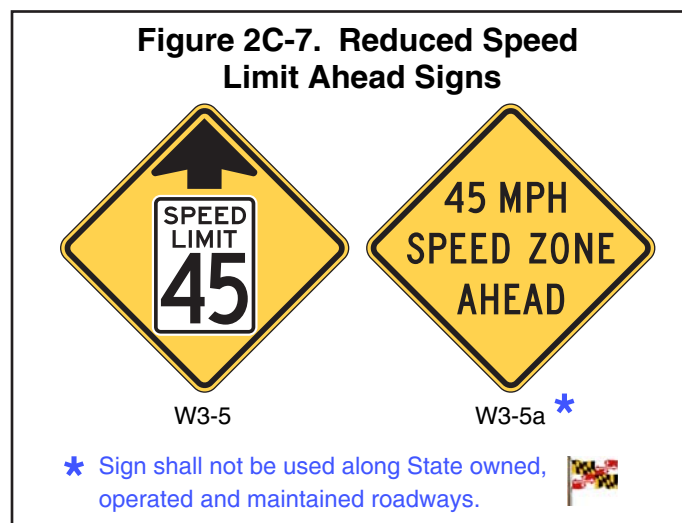 Figure 2C-7. Reduced Speed
Limit Ahead Signs
SPEED
LIMIT
45
45 MPH
SPEED ZONE
AHEAD
W3-5
W3-5a *
* Sign shall not be used along State owned,
operated and maintained roadways.